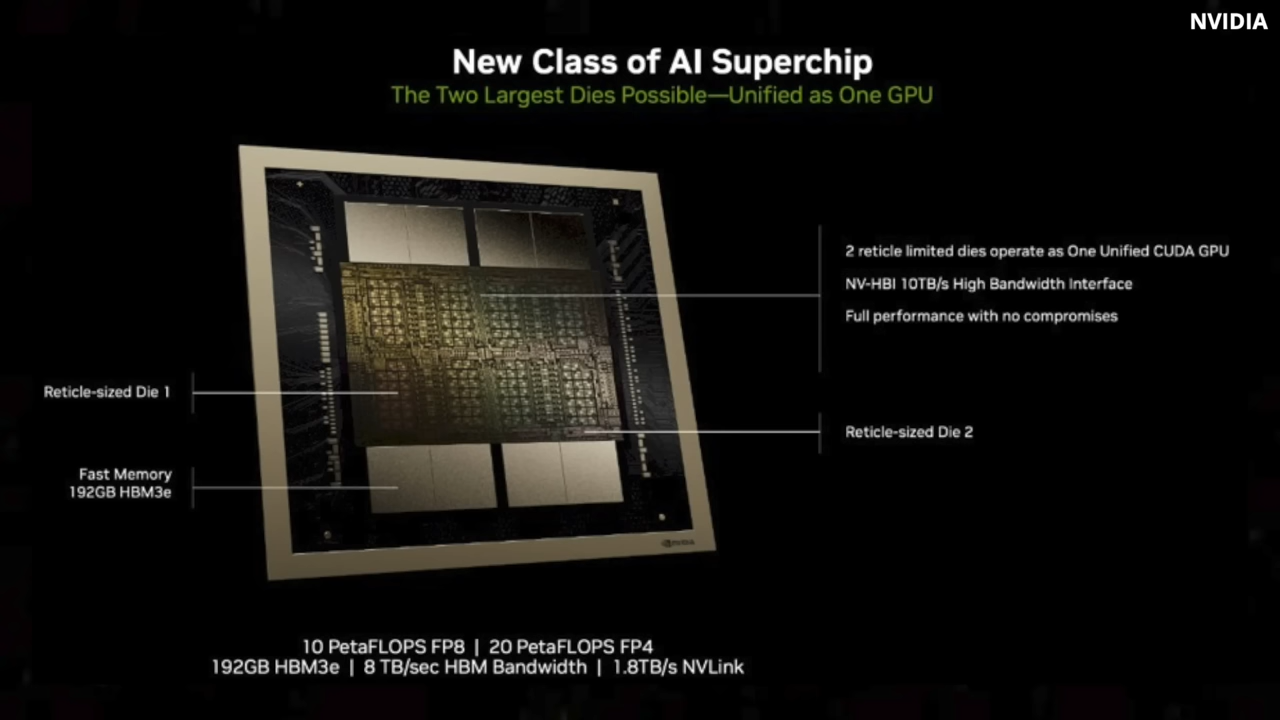 NVIDIA
New Class of AI Superchip
The Two Largest Dies Possible—Unified as One GPU
2 reticle limited dies operate as One Unified CUDA GPU
NV-HBI 10TB/s High Bandwidth Interface
Full performance with no compromises
Reticle-sized Die 1
Reticle-sized Die 2
Fast Memory
192GB HBM3e
NVIDIA
10 PetaFLOPS FP8 | 20 PetaFLOPS FP4
192GB HBM3e | 8 TB/sec HBM Bandwidth | 1.8TB/s NVLink